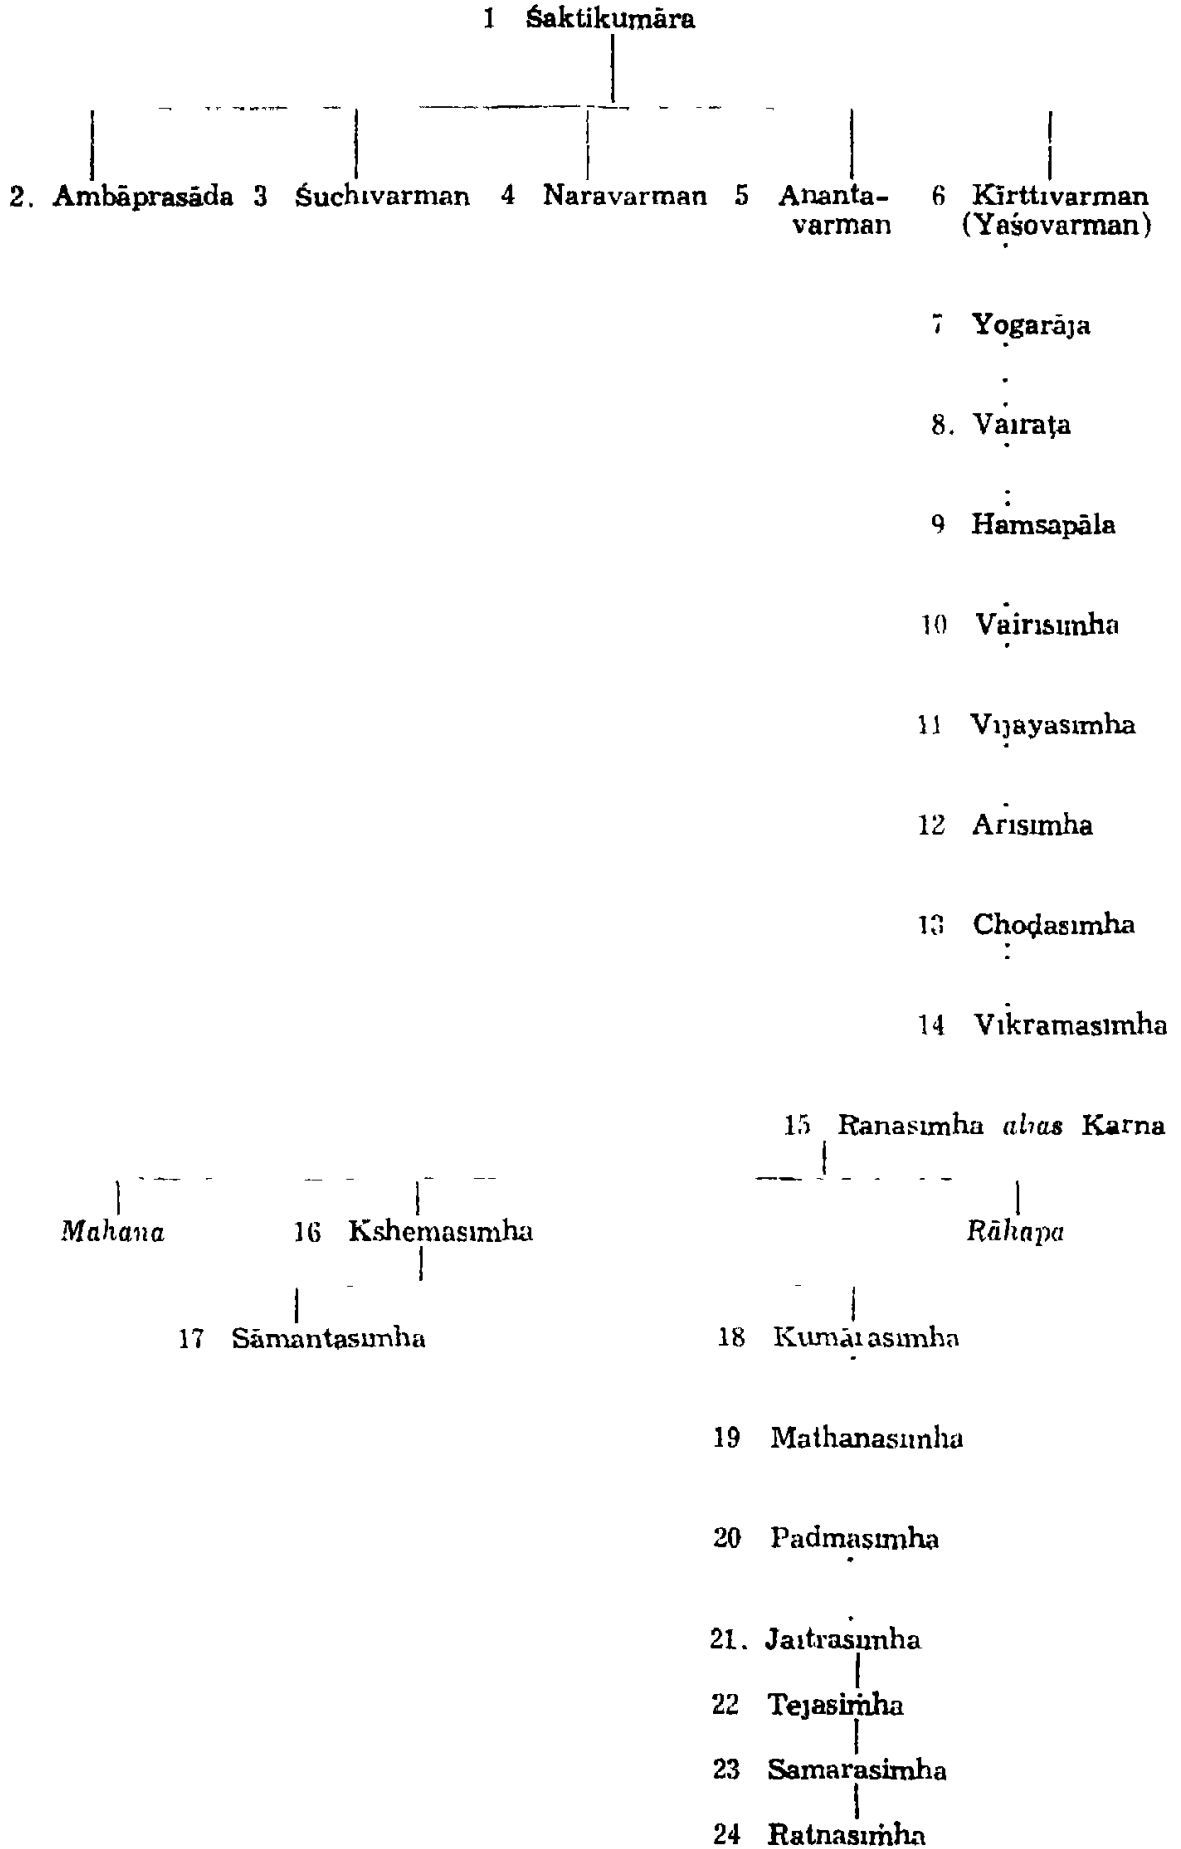 1 Śaktikumāra
2. Ambāprasāda 3 Śuchivarman 4 Naravarman 5 Ananta- 6 Kīrttivarman
varman (Yaśovarman)
7 Yogarāja
8. Vairaṭa
9 Hamsapāla
10 Vairisimha
11 Vijayasimha
12 Arisimha
13 Choḍasimha
14 Vikramasimha
15 Ranasimha alias Karna
Mahana 16 Kshemasimha Rāhapa
17 Sāmantasimha 18 Kumārasimha
19 Mathanasimha
20 Padmasimha
21. Jaitrasimha
22 Tejasiṁha
23 Samarasimha
24 Ratnasiṁha